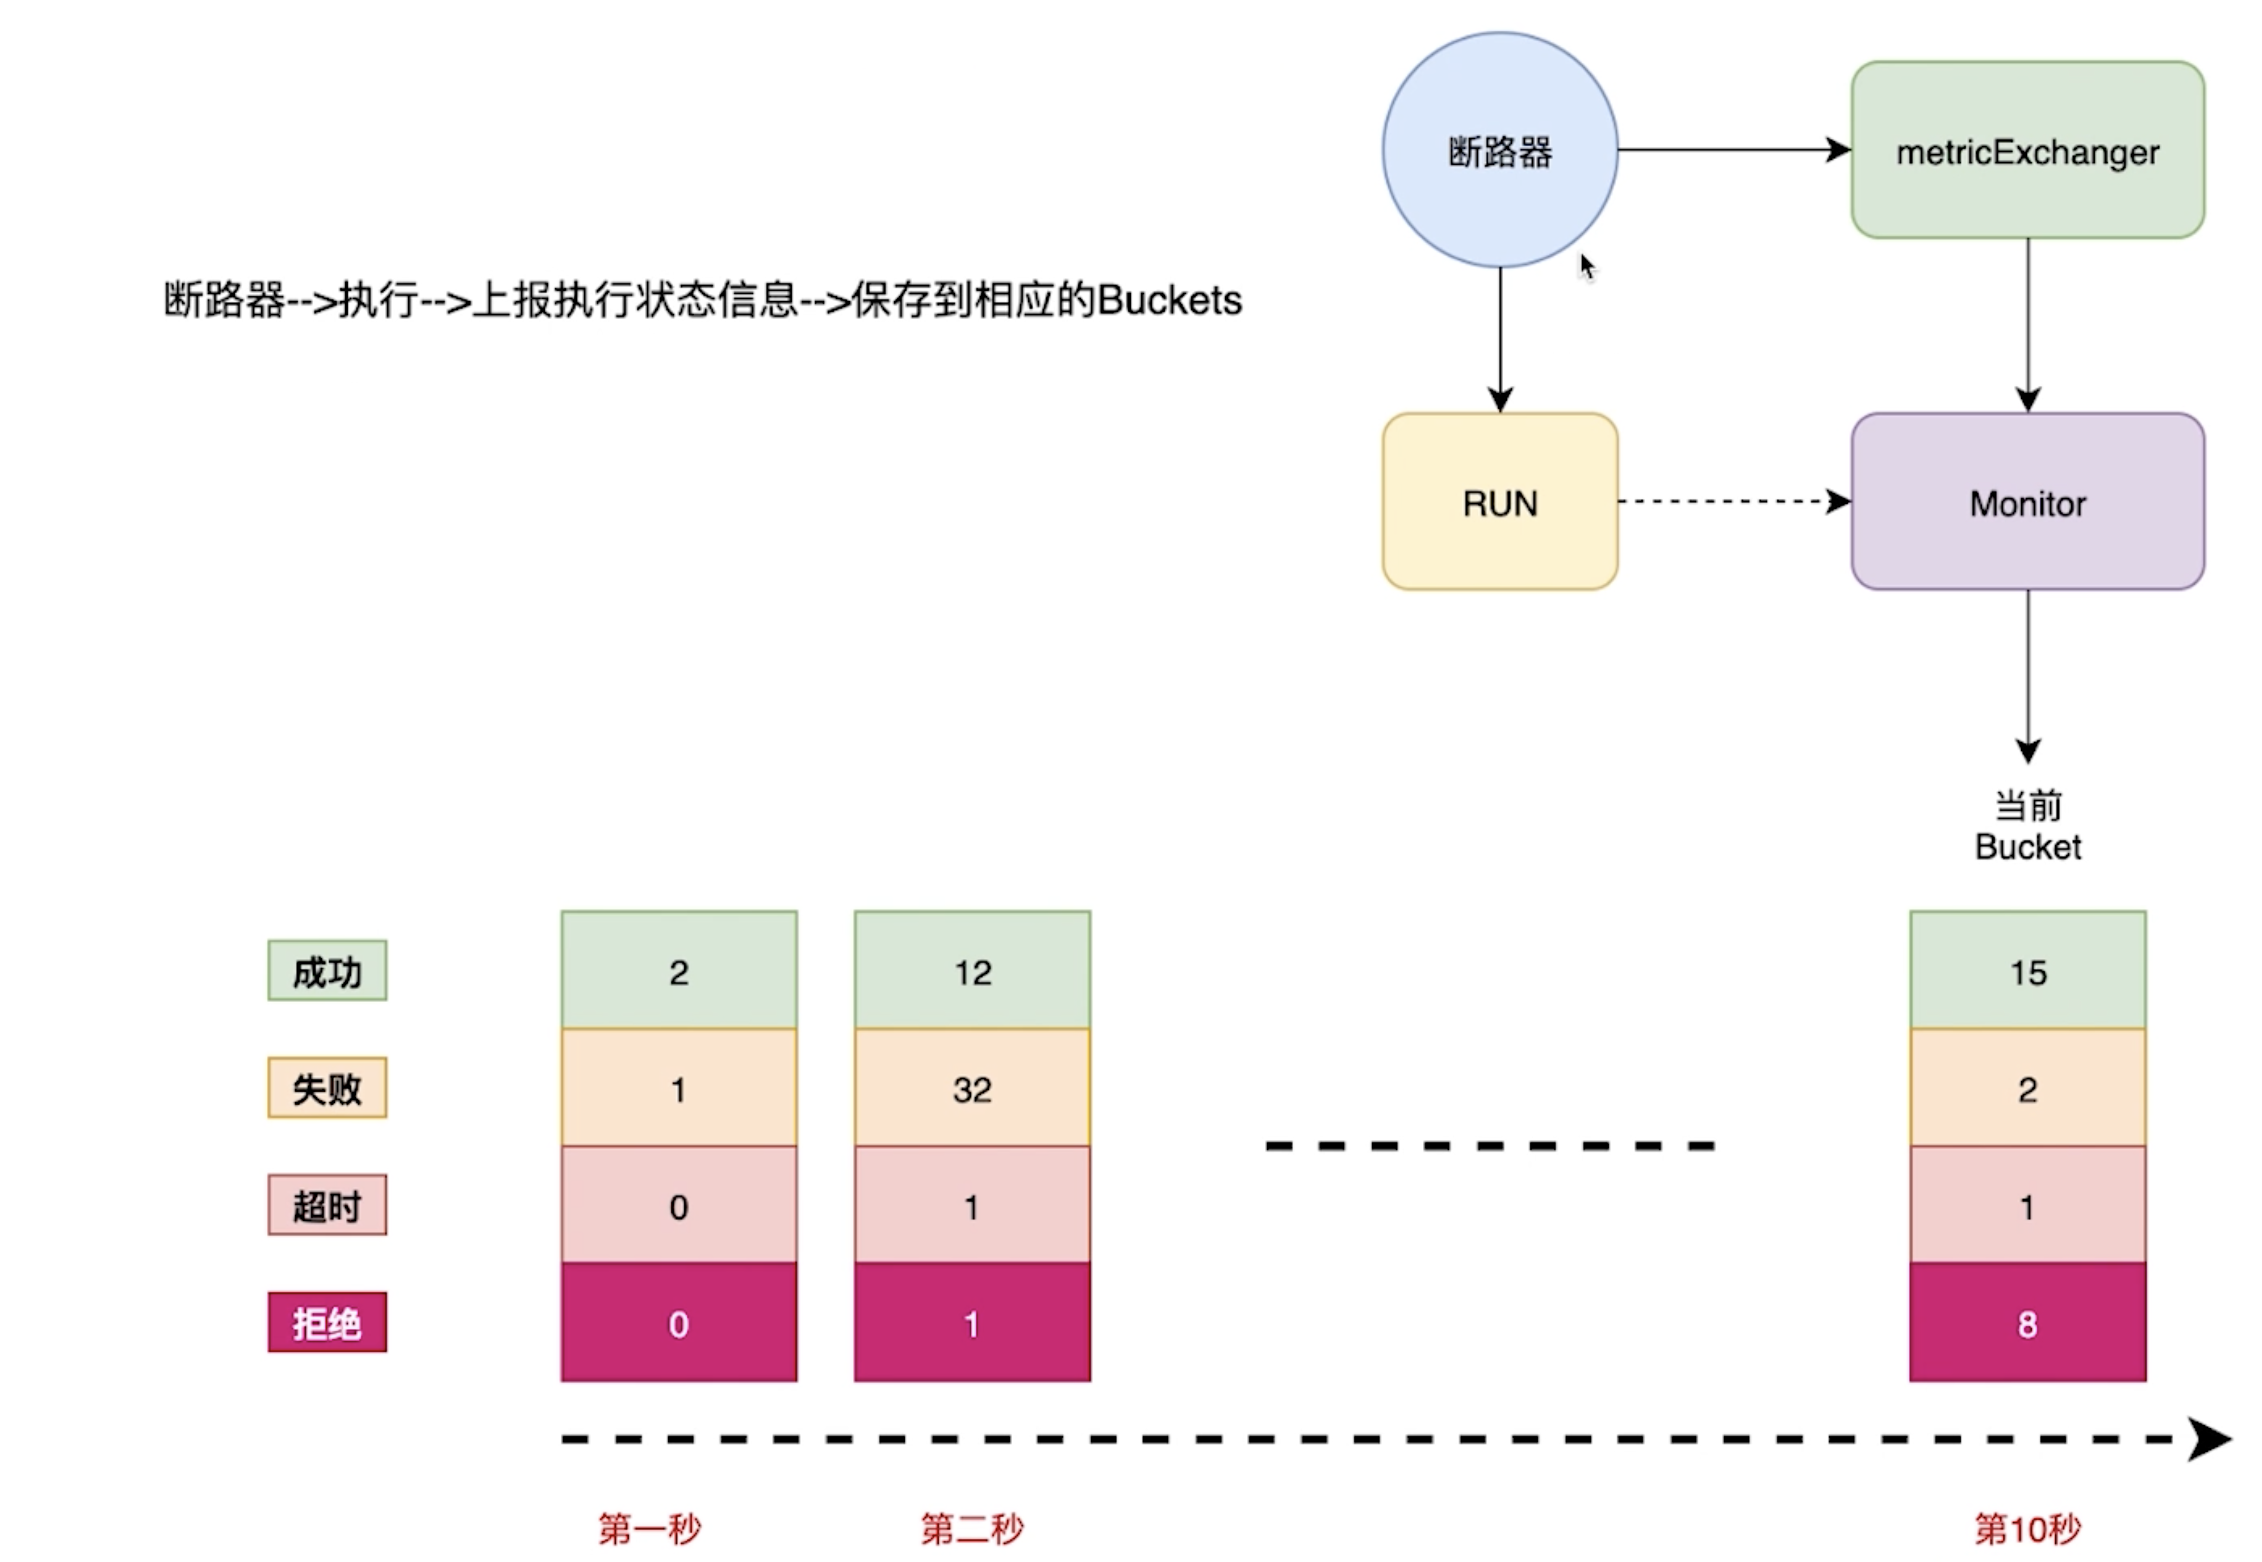 断路器
metricExchanger
断路器-->执行-->上报执行状态信息-->保存到相应的Buckets
RUN
Monitor
当前
Bucket
成功
2
12
15
失败
1
32
2
超时
0
1
1
拒绝
0
1
8
第一秒
第二秒
第10秒